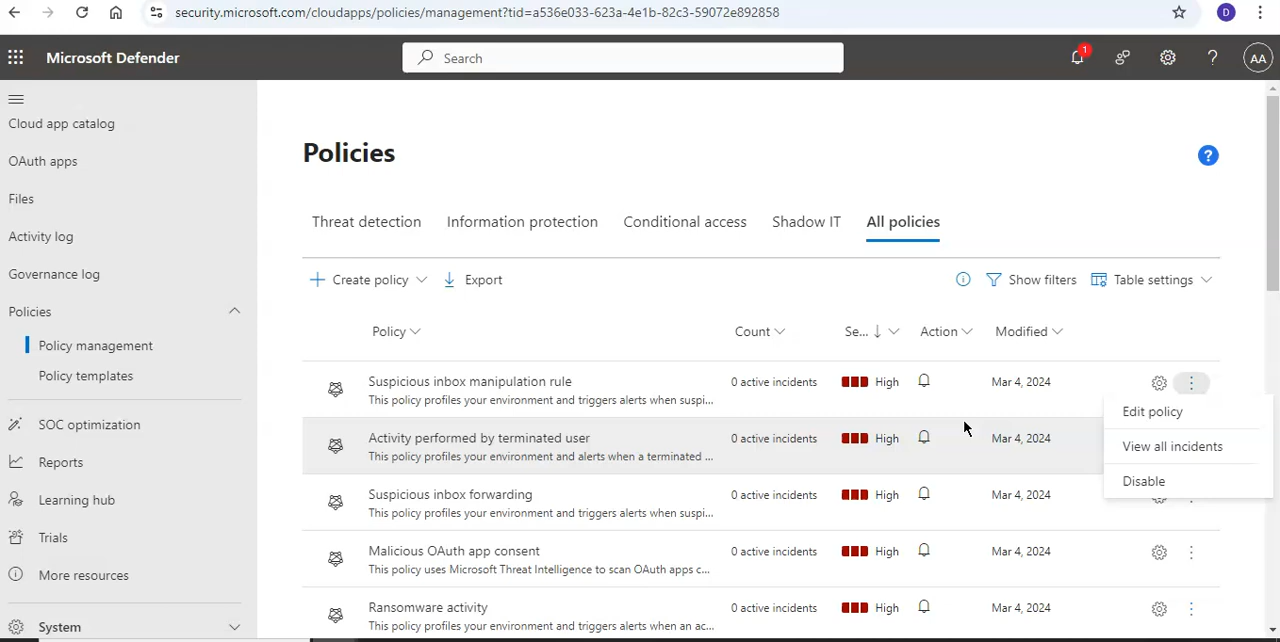 security.microsoft.com/cloudapps/policies/management?tid=a536e033-623a-4e1b-82c3-59072e892858
D
Microsoft Defender
Search
1
?
AA
Cloud app catalog
OAuth apps
Files
Activity log
Governance log
Policies
Policy management
Policy templates
SOC optimization
Reports
Learning hub
Trials
More resources
System
Policies
?
Threat detection Information protection Conditional access Shadow IT All policies
Create policy Export Show filters Table settings
Policy Count Se... Action Modified
Suspicious inbox manipulation rule 0 active incidents High Mar 4, 2024
This policy profiles your environment and triggers alerts when suspi...
Edit policy
Activity performed by terminated user 0 active incidents High Mar 4, 2024
View all incidents
This policy profiles your environment and alerts when a terminated ...
Disable
Suspicious inbox forwarding 0 active incidents High Mar 4, 2024
This policy profiles your environment and triggers alerts when suspi...
Malicious OAuth app consent 0 active incidents High Mar 4, 2024
This policy uses Microsoft Threat Intelligence to scan OAuth apps c...
Ransomware activity 0 active incidents High Mar 4, 2024
This policy profiles your environment and triggers alerts when an ac...